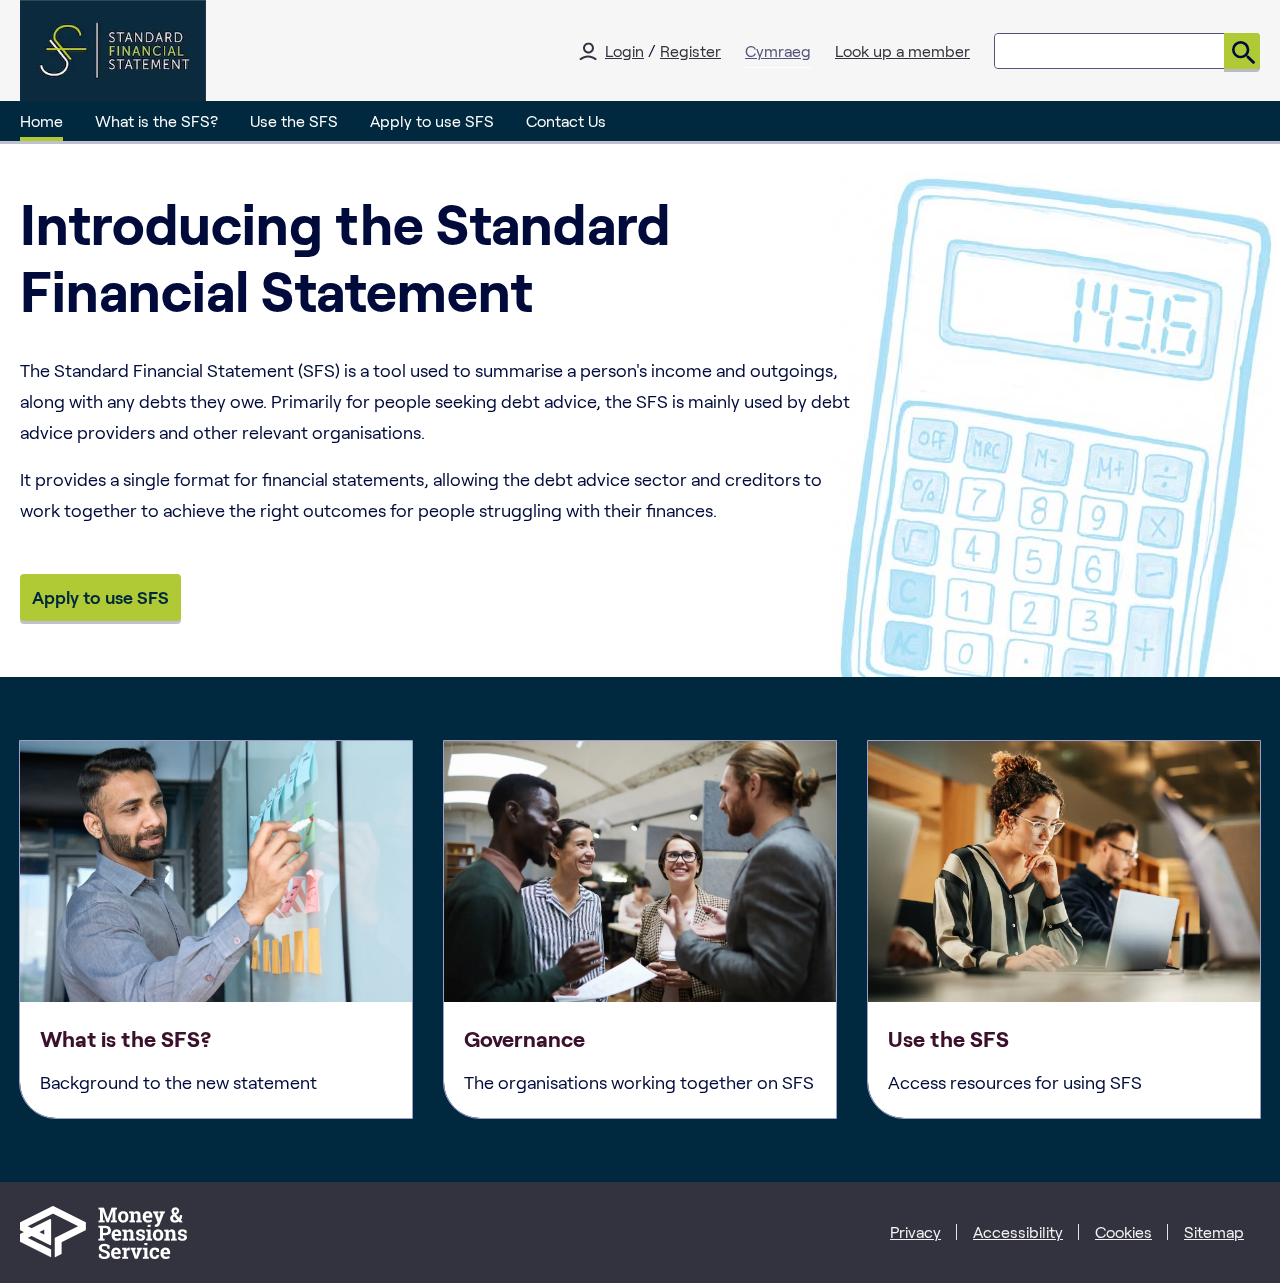 STANDARD
FINANCIAL
STATEMENT
Login / Register
Cymraeg
Look up a member
Home
What is the SFS?
Use the SFS
Apply to use SFS
Contact Us
Introducing the Standard
Financial Statement
The Standard Financial Statement (SFS) is a tool used to summarise a person's income and outgoings,
along with any debts they owe. Primarily for people seeking debt advice, the SFS is mainly used by debt
advice providers and other relevant organisations.
It provides a single format for financial statements, allowing the debt advice sector and creditors to
work together to achieve the right outcomes for people struggling with their finances.
Apply to use SFS
143.6
OFF MRC M- M+ ÷
% 7 8 9 X
√ 4 5 6 –
C 1 2 3 +
AC 0 . =
What is the SFS?
Background to the new statement
Governance
The organisations working together on SFS
Use the SFS
Access resources for using SFS
Money &
Pensions
Service
Privacy
Accessibility
Cookies
Sitemap